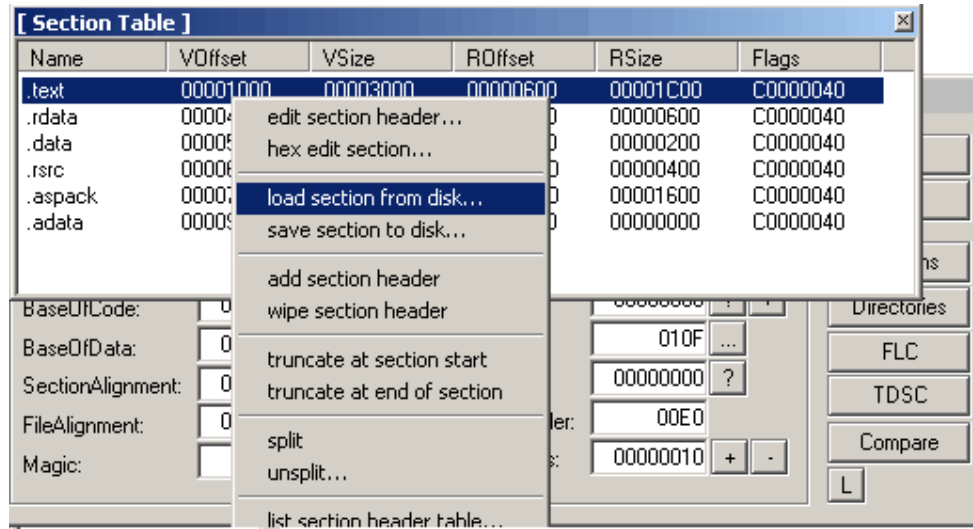 [ Section Table ]
Name VOffset VSize ROffset RSize Flags
.text 00001000 00003000 00000600 00001C00 C0000040
.rdata 00000600 C0000040
.data 00000200 C0000040
.rsrc 00000400 C0000040
.aspack 00001600 C0000040
.adata 00000000 C0000040
edit section header...
hex edit section...
load section from disk...
save section to disk...
add section header
wipe section header
truncate at section start
truncate at end of section
split
unsplit...
list section header table...
BaseOfCode: 00000000 ?
BaseOfData: 010F ...
SectionAlignment: 00000000 ?
FileAlignment: 00E0
Magic: 00000010 + -
Directories
FLC
TDSC
Compare
L